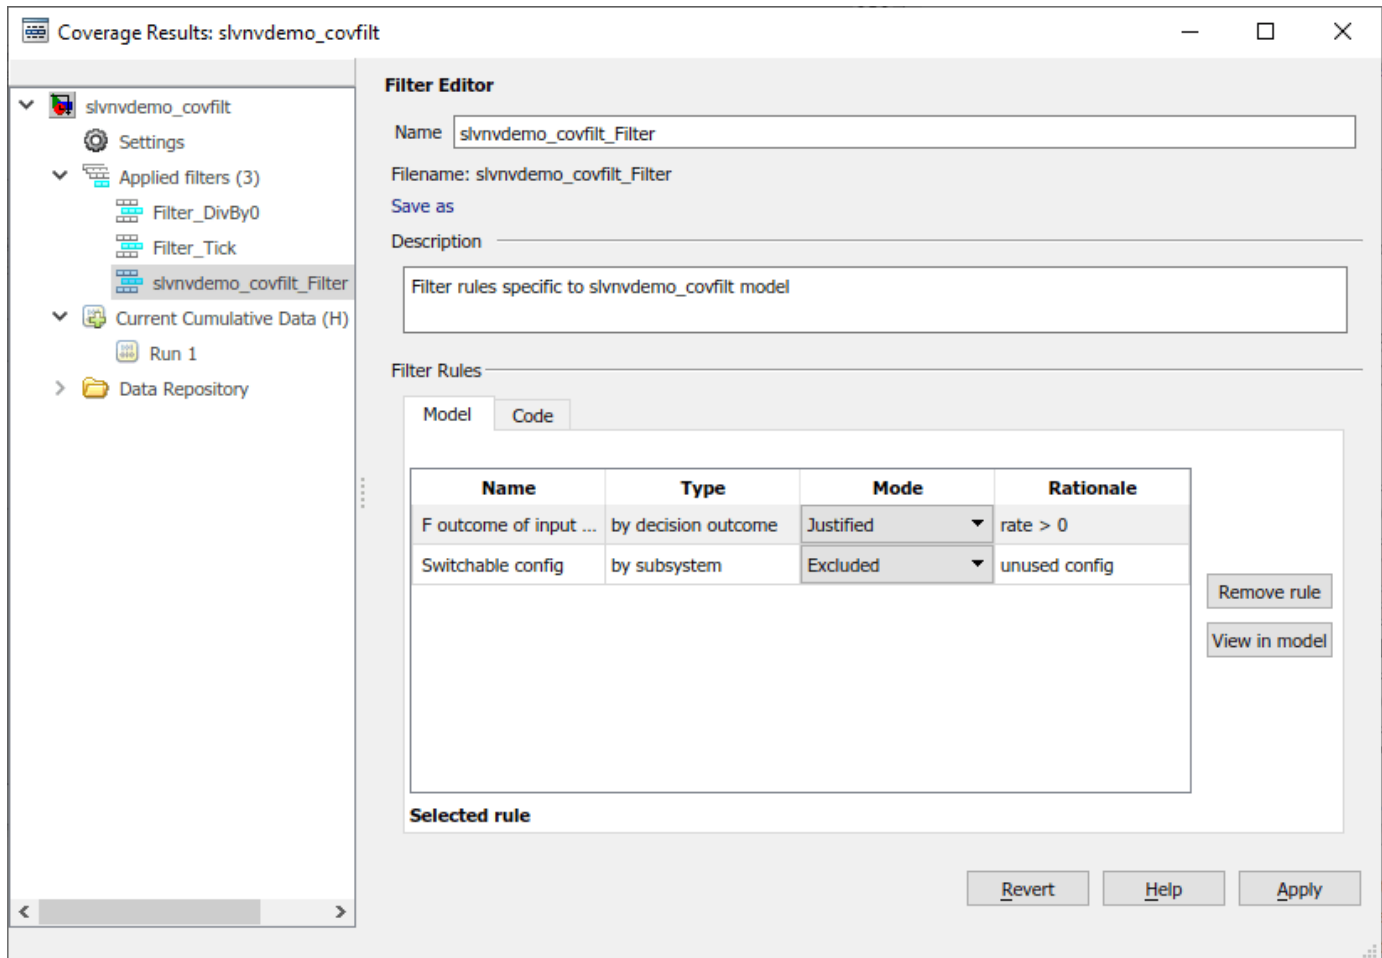 Coverage Results: slvnvdemo_covfilt
slvnvdemo_covfilt
Settings
Applied filters (3)
Filter_DivBy0
Filter_Tick
slvnvdemo_covfilt_Filter
Current Cumulative Data (H)
Run 1
Data Repository
Filter Editor
Name slvnvdemo_covfilt_Filter
Filename: slvnvdemo_covfilt_Filter
Save as
Description
Filter rules specific to slvnvdemo_covfilt model
Filter Rules
Model Code
Name Type Mode Rationale
F outcome of input ... by decision outcome Justified rate > 0
Switchable config by subsystem Excluded unused config
Remove rule
View in model
Selected rule
Revert Help Apply